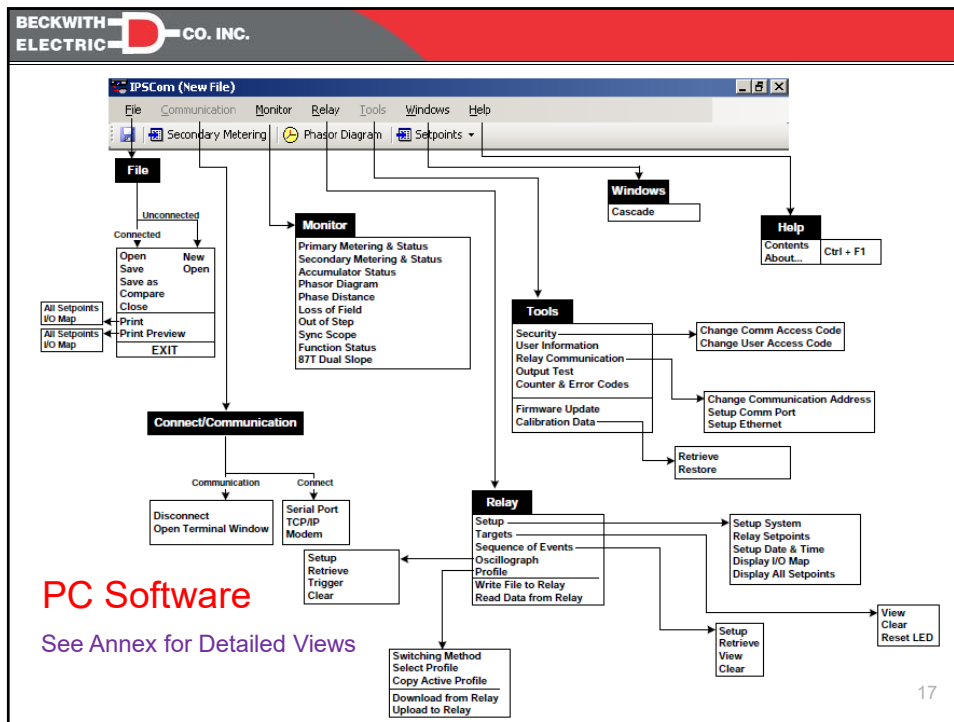 BECKWITH
ELECTRIC CO. INC.
IPSCom (New File)
File Communication Monitor Relay Tools Windows Help
Secondary Metering Phasor Diagram Setpoints
File
Unconnected
Connected
Open New
Save Open
Save as
Compare
Close
Print
Print Preview
EXIT
All Setpoints
I/O Map
All Setpoints
I/O Map
Monitor
Primary Metering & Status
Secondary Metering & Status
Accumulator Status
Phasor Diagram
Phase Distance
Loss of Field
Out of Step
Sync Scope
Function Status
87T Dual Slope
Windows
Cascade
Help
Contents Ctrl + F1
About...
Tools
Security
User Information
Relay Communication
Output Test
Counter & Error Codes
Firmware Update
Calibration Data
Change Comm Access Code
Change User Access Code
Change Communication Address
Setup Comm Port
Setup Ethernet
Retrieve
Restore
Connect/Communication
Communication Connect
Disconnect
Open Terminal Window
Serial Port
TCP/IP
Modem
Relay
Setup
Targets
Sequence of Events
Oscillograph
Profile
Write File to Relay
Read Data from Relay
Setup
Retrieve
Trigger
Clear
Setup System
Relay Setpoints
Setup Date & Time
Display I/O Map
Display All Setpoints
View
Clear
Reset LED
Setup
Retrieve
View
Clear
Switching Method
Select Profile
Copy Active Profile
Download from Relay
Upload to Relay
PC Software
See Annex for Detailed Views
17